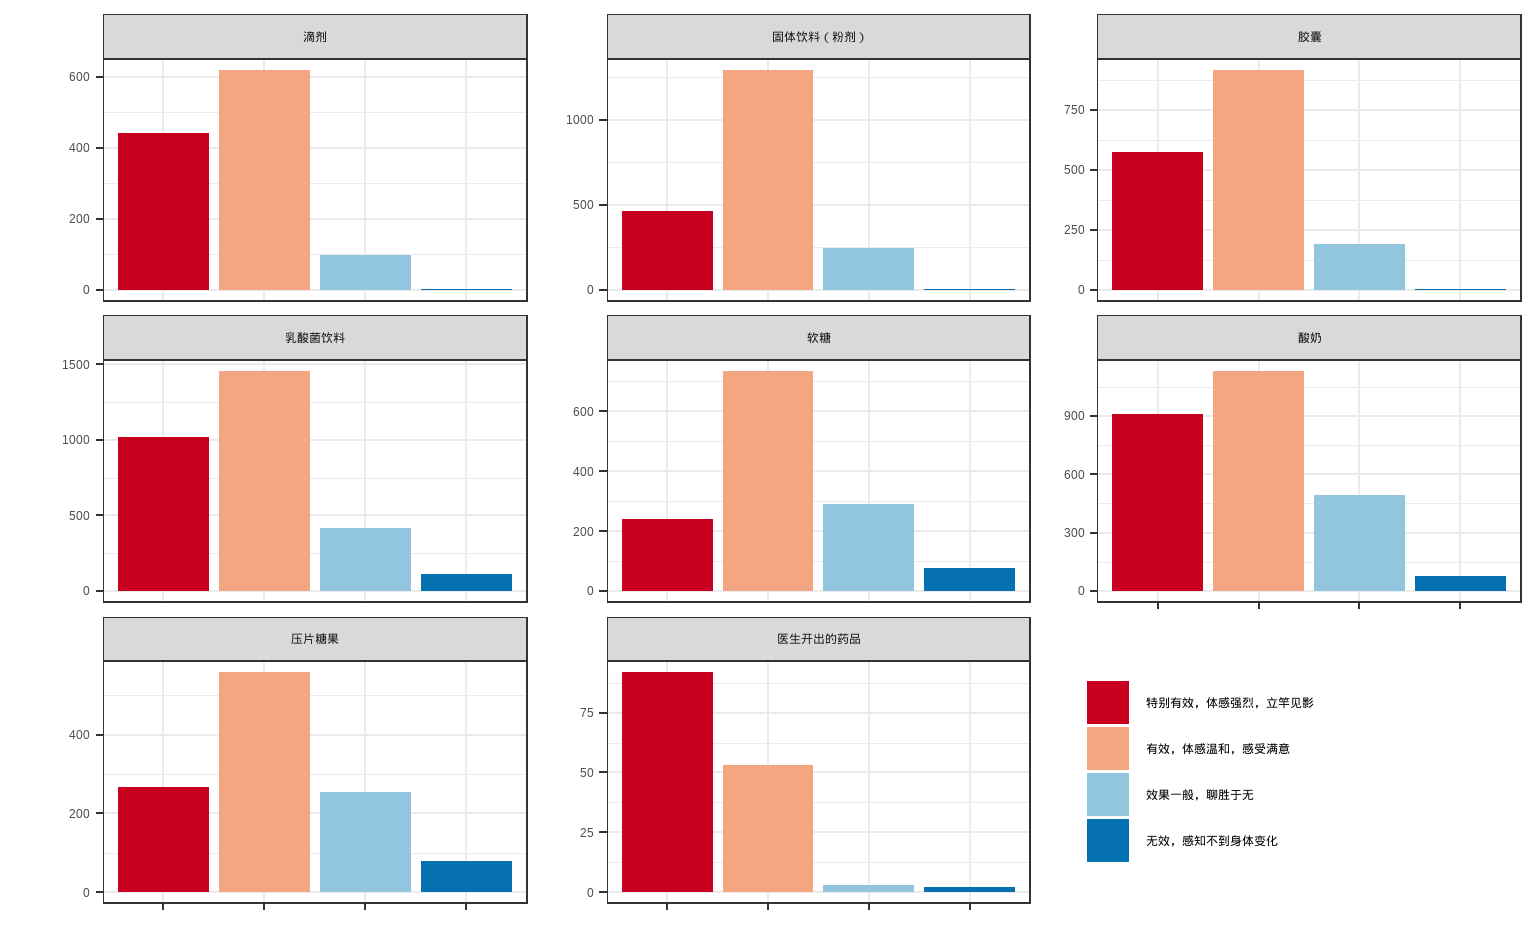 滴剂
600
400
200
0
固体饮料（粉剂）
1000
500
0
胶囊
750
500
250
0
乳酸菌饮料
1500
1000
500
0
软糖
600
400
200
0
酸奶
900
600
300
0
压片糖果
400
200
0
医生开出的药品
75
50
25
0
特别有效，体感强烈，立竿见影
有效，体感温和，感受满意
效果一般，聊胜于无
无效，感知不到身体变化